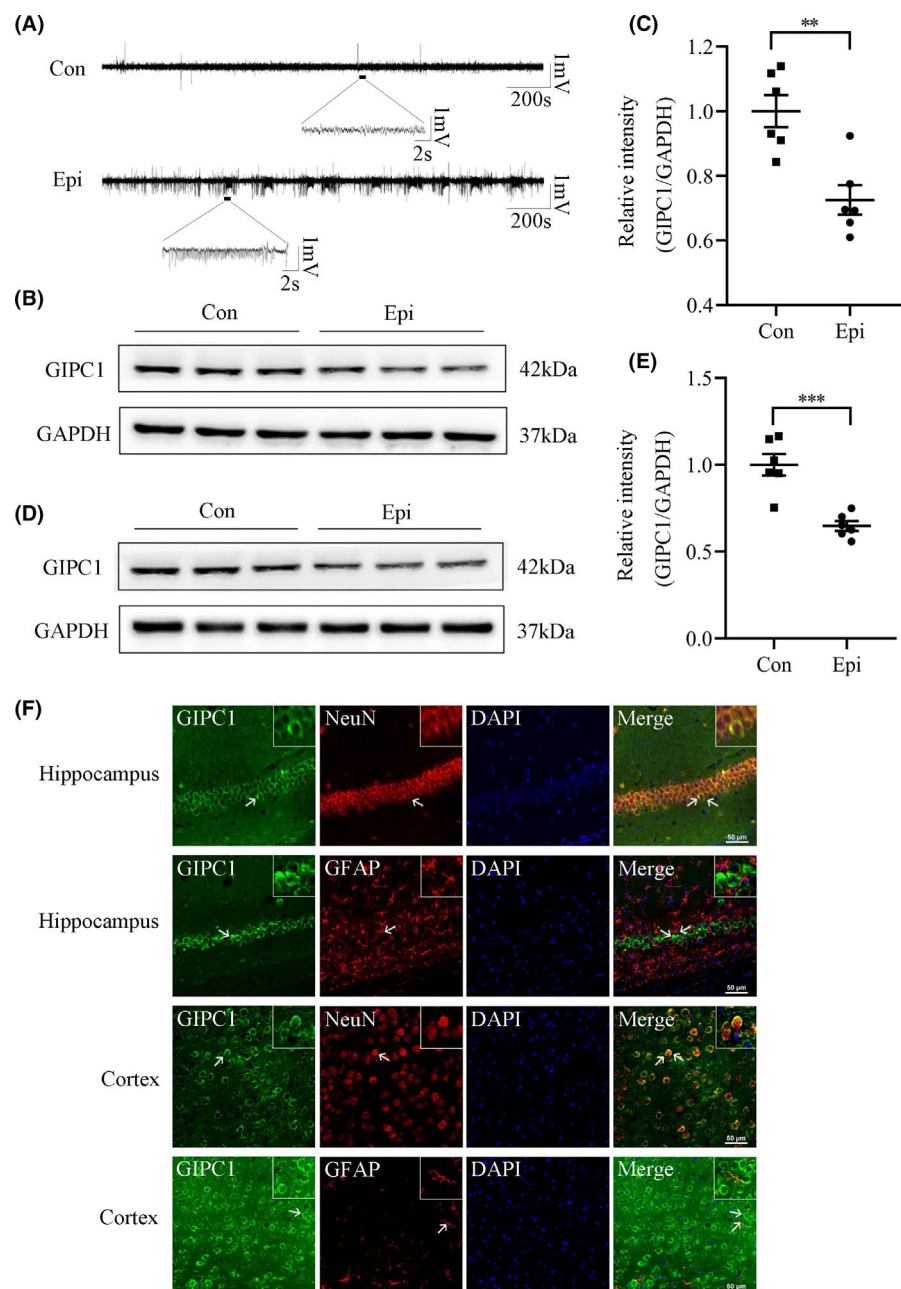 (A)
Con
1mV
200s
1mV
2s
Epi
1mV
200s
1mV
2s
(B)
Con Epi
GIPC1 42kDa
GAPDH 37kDa
(C)
**
Relative intensity
(GIPC1/GAPDH)
1.2
1.0
0.8
0.6
0.4
Con Epi
(D)
Con Epi
GIPC1 42kDa
GAPDH 37kDa
(E)
***
Relative intensity
(GIPC1/GAPDH)
1.5
1.0
0.5
0.0
Con Epi
(F)
Hippocampus
GIPC1 NeuN DAPI Merge
50 μm
Hippocampus
GIPC1 GFAP DAPI Merge
50 μm
Cortex
GIPC1 NeuN DAPI Merge
50 μm
Cortex
GIPC1 GFAP DAPI Merge
50 μm